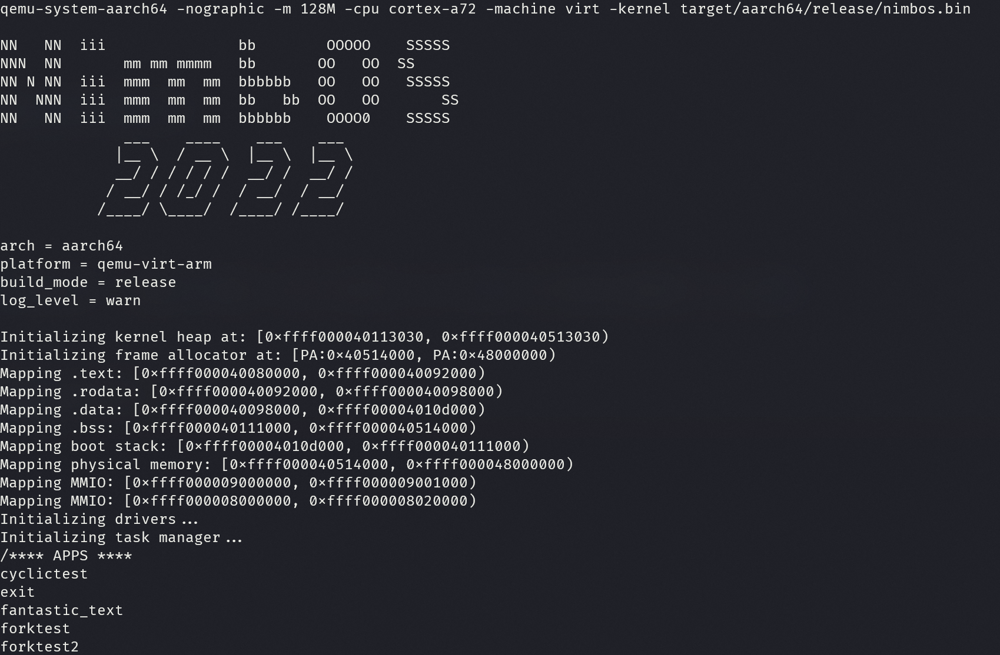 qemu-system-aarch64 -nographic -m 128M -cpu cortex-a72 -machine virt -kernel target/aarch64/release/nimbos.bin

NN   NN  iii               bb        OOOOO    SSSSS
NNN  NN       mm mm mmmm   bb       OO   OO  SS
NN N NN  iii  mmm  mm  mm  bbbbbb   OO   OO   SSSSS
NN  NNN  iii  mmm  mm  mm  bb   bb  OO   OO       SS
NN   NN  iii  mmm  mm  mm  bbbbbb    OOOO0    SSSSS
              ___    ____    ___    ___
             |__ \  / __ \  |__ \  |__ \
             __/ / / / / /  __/ /  __/ /
            / __/ / /_/ /  / __/  / __/
           /____/ \____/  /____/ /____/

arch = aarch64
platform = qemu-virt-arm
build_mode = release
log_level = warn

Initializing kernel heap at: [0xffff000040113030, 0xffff000040513030)
Initializing frame allocator at: [PA:0x40514000, PA:0x48000000)
Mapping .text: [0xffff000040080000, 0xffff000040092000)
Mapping .rodata: [0xffff000040092000, 0xffff000040098000)
Mapping .data: [0xffff000040098000, 0xffff00004010d000)
Mapping .bss: [0xffff000040111000, 0xffff000040514000)
Mapping boot stack: [0xffff00004010d000, 0xffff000040111000)
Mapping physical memory: [0xffff000040514000, 0xffff000048000000)
Mapping MMIO: [0xffff000009000000, 0xffff000009001000)
Mapping MMIO: [0xffff000008000000, 0xffff000008020000)
Initializing drivers...
Initializing task manager...
/**** APPS ****
cyclictest
exit
fantastic_text
forktest
forktest2